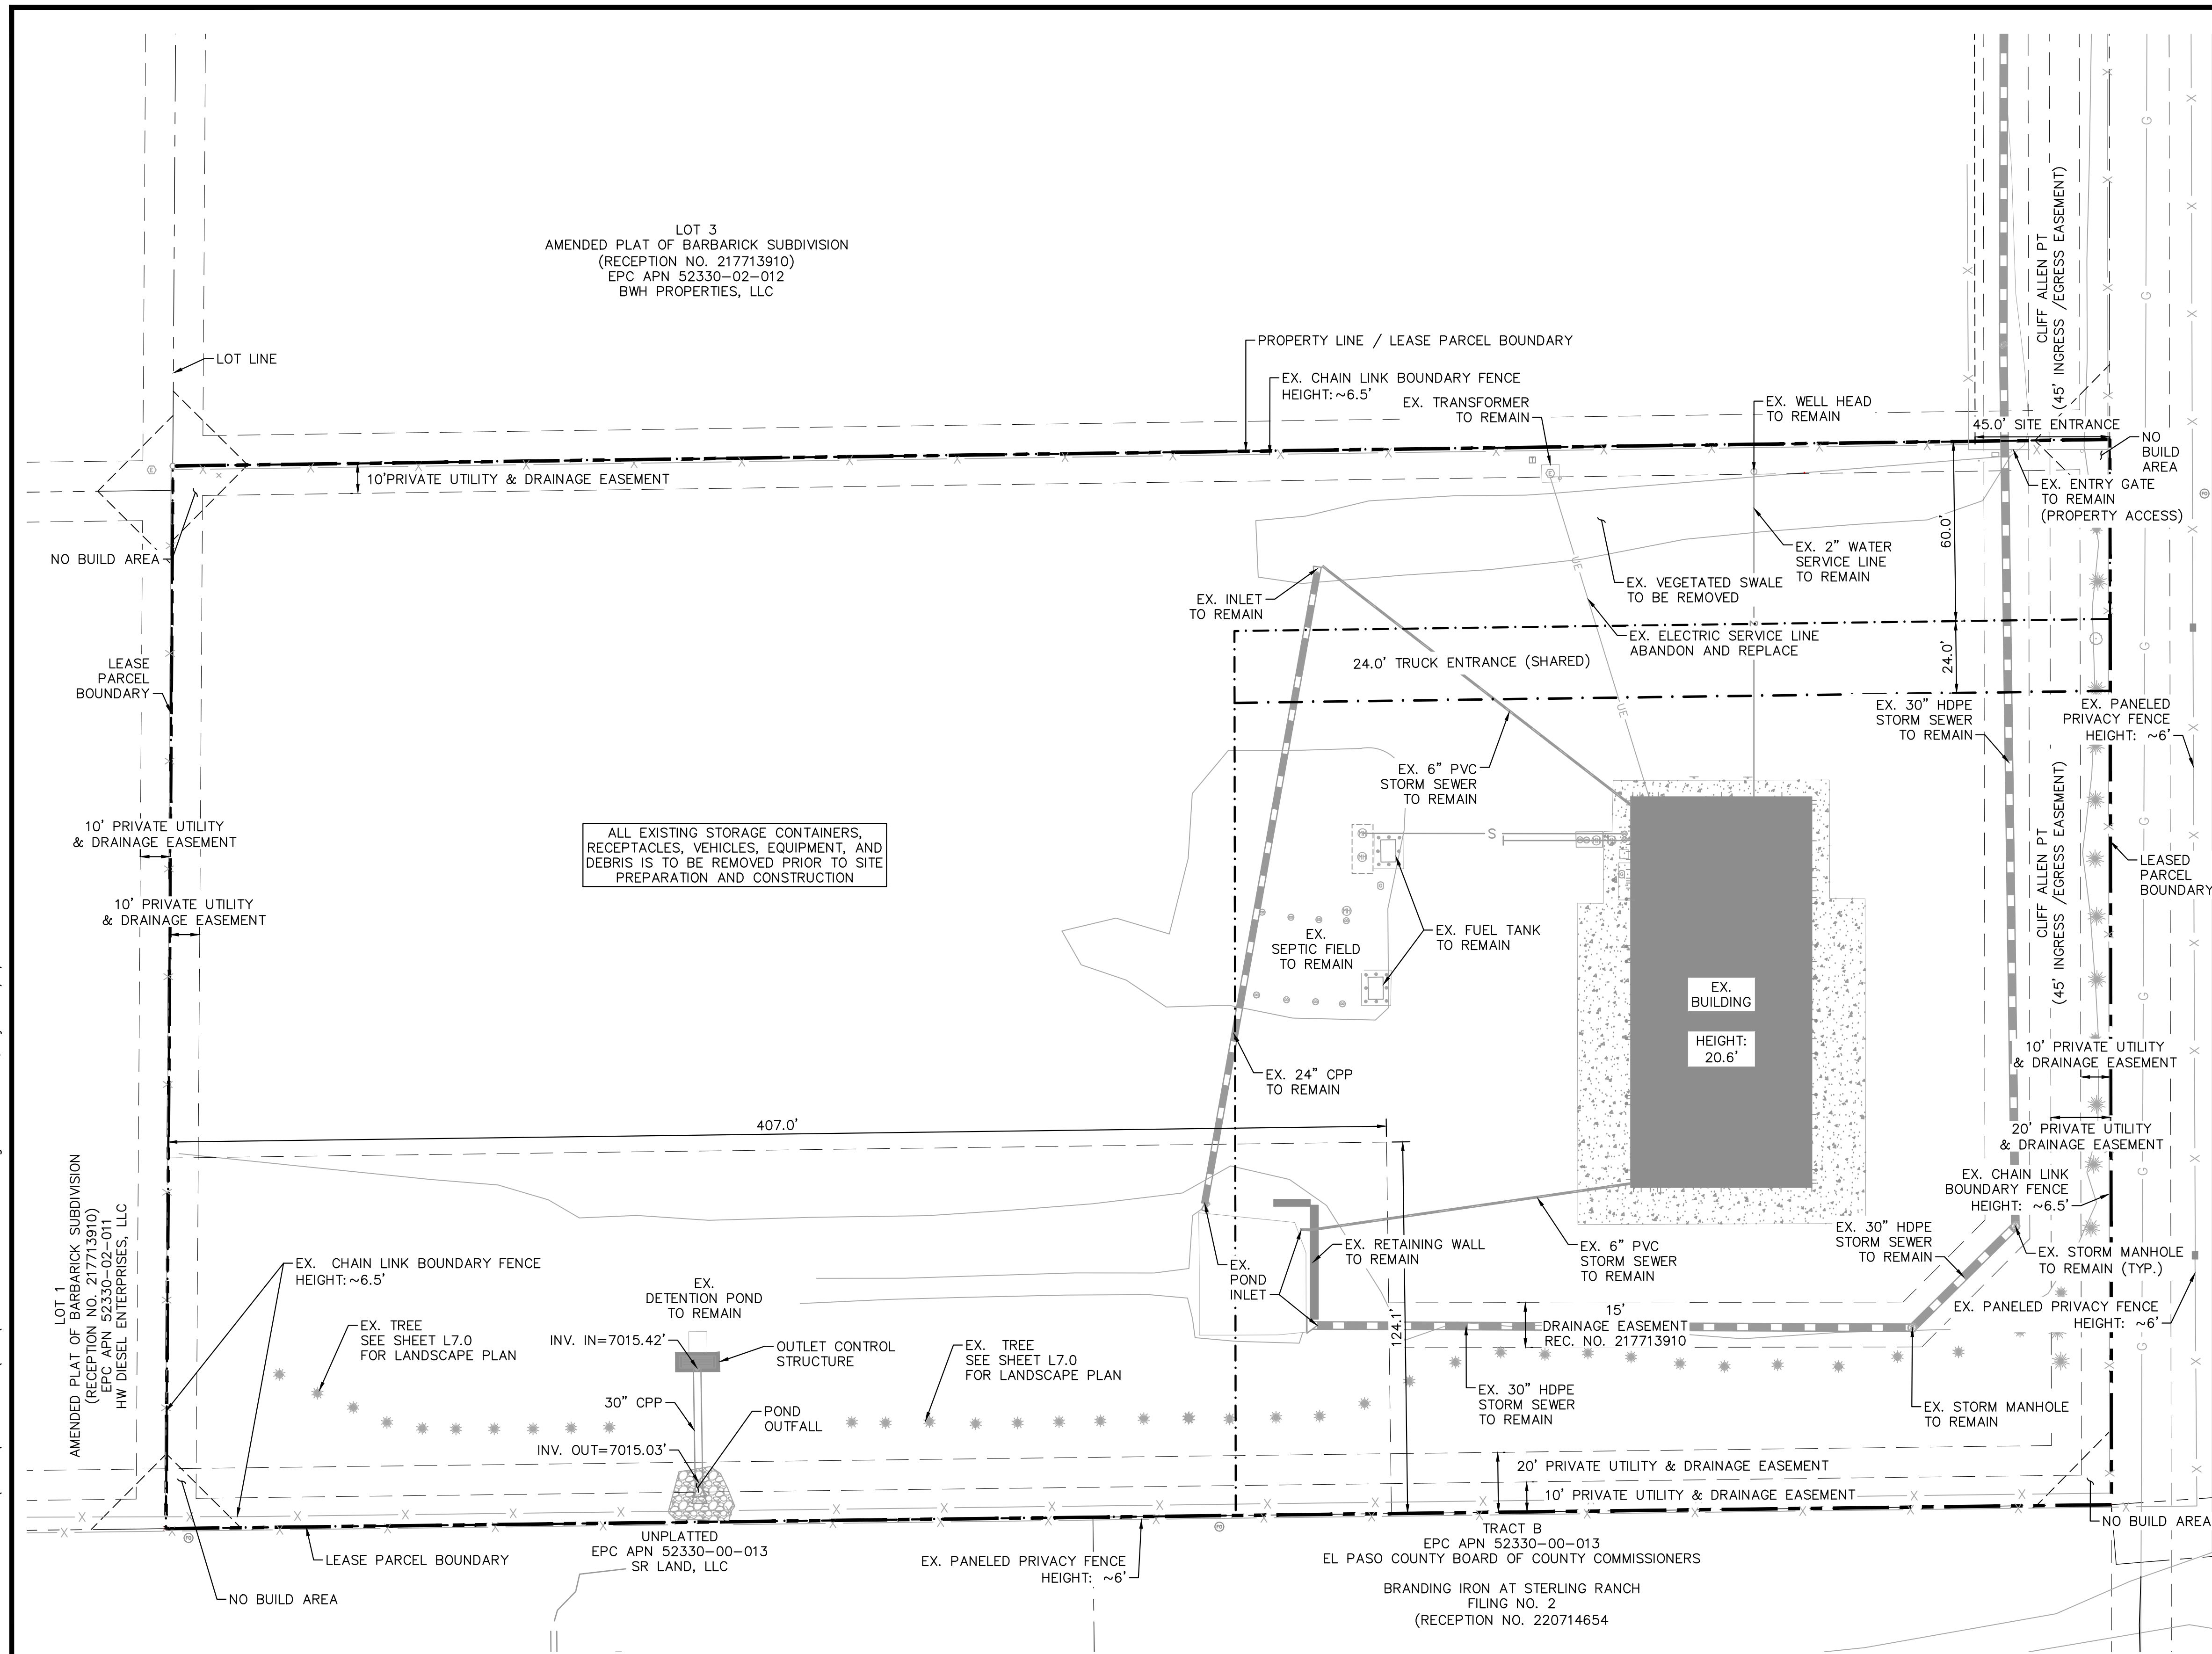 LOT 3
AMENDED PLAT OF BARBARICK SUBDIVISION
(RECEPTION NO. 217713910)
EPC APN 52330-02-012
BWH PROPERTIES, LLC
CLIFF ALLEN PT
(45' INGRESS /EGRESS EASEMENT)
LOT LINE
PROPERTY LINE / LEASE PARCEL BOUNDARY
EX. CHAIN LINK BOUNDARY FENCE
HEIGHT:~6.5'
EX. TRANSFORMER
TO REMAIN
EX. WELL HEAD
TO REMAIN
45.0' SITE ENTRANCE
NO
BUILD
AREA
10'PRIVATE UTILITY & DRAINAGE EASEMENT
EX. ENTRY GATE
TO REMAIN
(PROPERTY ACCESS)
NO BUILD AREA
60.0'
EX. 2" WATER
SERVICE LINE
TO REMAIN
EX. VEGETATED SWALE
TO BE REMOVED
EX. INLET
TO REMAIN
EX. ELECTRIC SERVICE LINE
ABANDON AND REPLACE
UE
UE
24.0' TRUCK ENTRANCE (SHARED)
24.0'
LEASE
PARCEL
BOUNDARY
EX. 30" HDPE
STORM SEWER
TO REMAIN
EX. PANELED
PRIVACY FENCE
HEIGHT: ~6'
EX. 6" PVC
STORM SEWER
TO REMAIN
10' PRIVATE UTILITY
& DRAINAGE EASEMENT
ALL EXISTING STORAGE CONTAINERS,
RECEPTACLES, VEHICLES, EQUIPMENT, AND
DEBRIS IS TO BE REMOVED PRIOR TO SITE
PREPARATION AND CONSTRUCTION
S
CLIFF ALLEN PT
(45' INGRESS /EGRESS EASEMENT)
LEASED
PARCEL
BOUNDARY
10' PRIVATE UTILITY
& DRAINAGE EASEMENT
EX.
SEPTIC FIELD
TO REMAIN
EX. FUEL TANK
TO REMAIN
EX.
BUILDING
HEIGHT:
20.6'
EX. 24" CPP
TO REMAIN
10' PRIVATE UTILITY
& DRAINAGE EASEMENT
407.0'
20' PRIVATE UTILITY
& DRAINAGE EASEMENT
LOT 1
AMENDED PLAT OF BARBARICK SUBDIVISION
(RECEPTION NO. 217713910)
EPC APN 52330-02-011
HW DIESEL ENTERPRISES, LLC
EX. CHAIN LINK
BOUNDARY FENCE
HEIGHT: ~6.5'
EX. 30" HDPE
STORM SEWER
TO REMAIN
EX. STORM MANHOLE
TO REMAIN (TYP.)
EX. CHAIN LINK BOUNDARY FENCE
HEIGHT:~6.5'
EX.
DETENTION POND
TO REMAIN
EX.
POND
INLET
EX. RETAINING WALL
TO REMAIN
EX. 6" PVC
STORM SEWER
TO REMAIN
EX. PANELED PRIVACY FENCE
HEIGHT: ~6'
124.1'
15'
DRAINAGE EASEMENT
REC. NO. 217713910
EX. TREE
SEE SHEET L7.0
FOR LANDSCAPE PLAN
INV. IN=7015.42'
OUTLET CONTROL
STRUCTURE
EX. TREE
SEE SHEET L7.0
FOR LANDSCAPE PLAN
30" CPP
POND
OUTFALL
INV. OUT=7015.03'
EX. 30" HDPE
STORM SEWER
TO REMAIN
EX. STORM MANHOLE
TO REMAIN
20' PRIVATE UTILITY & DRAINAGE EASEMENT
10' PRIVATE UTILITY & DRAINAGE EASEMENT
NO BUILD AREA
LEASE PARCEL BOUNDARY
UNPLATTED
EPC APN 52330-00-013
SR LAND, LLC
EX. PANELED PRIVACY FENCE
HEIGHT: ~6'
TRACT B
EPC APN 52330-00-013
EL PASO COUNTY BOARD OF COUNTY COMMISSIONERS
BRANDING IRON AT STERLING RANCH
FILING NO. 2
(RECEPTION NO. 220714654
NO BUILD AREA